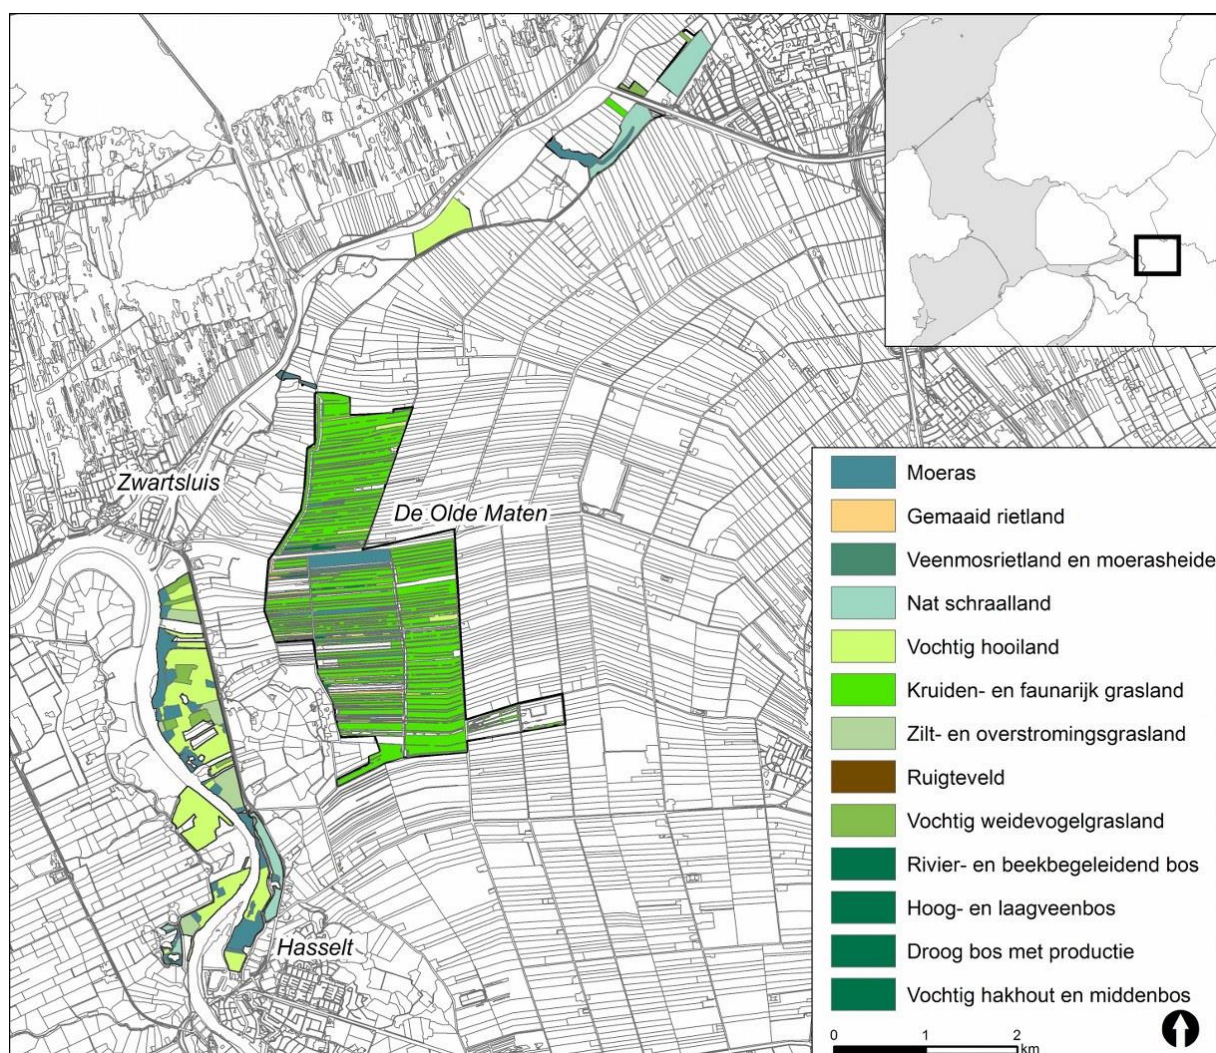 Zwartsluis
De Olde Maten
Hasselt
Moeras
Gemaaid rietland
Veenmosrietland en moerasheide
Nat schraalland
Vochtig hooiland
Kruiden- en faunarijk grasland
Zilt- en overstromingsgrasland
Ruigteveld
Vochtig weidevogelgrasland
Rivier- en beekbegeleidend bos
Hoog- en laagveenbos
Droog bos met productie
Vochtig hakhout en middenbos
0 1 2
km